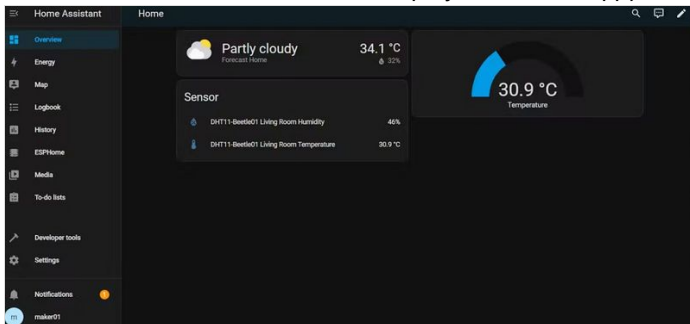 Home Assistant
Home
Overview
Energy
Map
Logbook
History
ESPHome
Media
To-do lists
Developer tools
Settings
Notifications
1
m
maker01
Partly cloudy
34.1 °C
Forecast Home
32%
Sensor
DHT11-Beetle01 Living Room Humidity
46%
DHT11-Beetle01 Living Room Temperature
30.9 °C
30.9 °C
Temperature